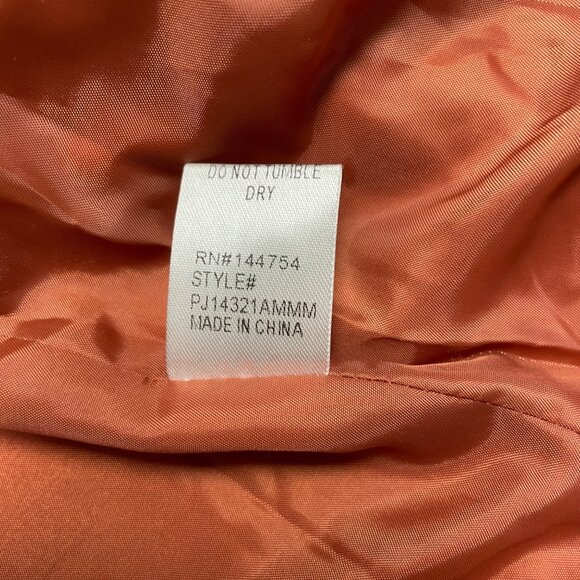 DO NOT TUMBLE
DRY
RN#144754
STYLE#
PJ14321AMMM
MADE IN CHINA